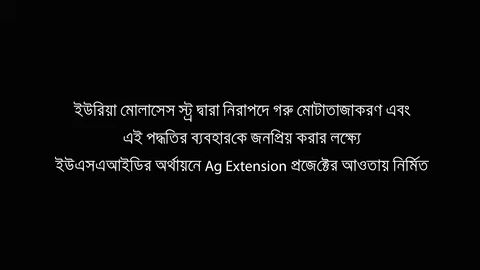 ইউরিয়া মোলাসেস স্ট্র দ্বারা নিরাপদে গরু মোটাতাজাকরণ এবং
এই পদ্ধতির ব্যবহারকে জনপ্রিয় করার লক্ষ্যে
ইউএসএআইডির অর্থায়নে Ag Extension প্রজেক্টের আওতায় নির্মিত